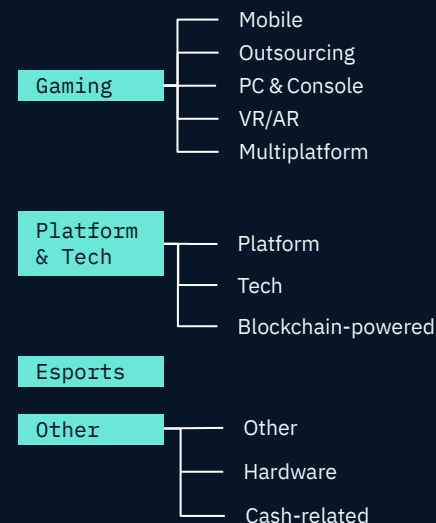 Gaming
Mobile
Outsourcing
PC & Console
VR/AR
Multiplatform
Platform
& Tech
Platform
Tech
Blockchain-powered
Esports
Other
Other
Hardware
Cash-related